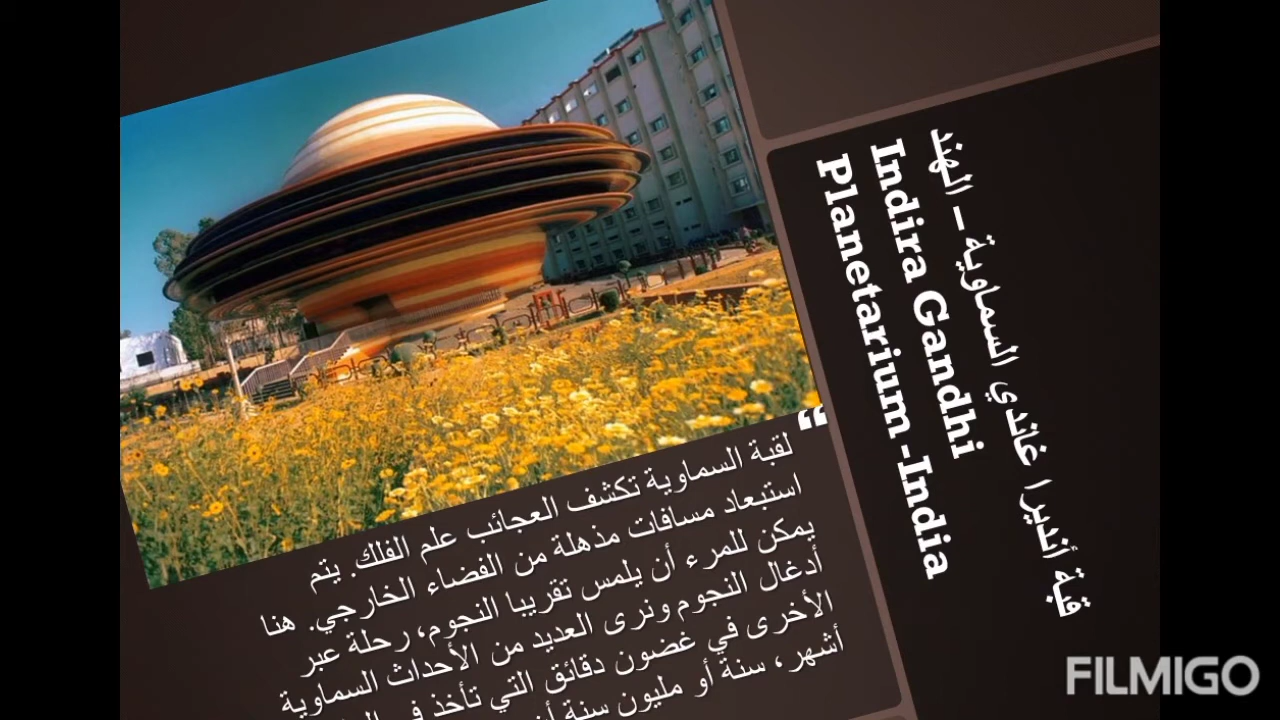 قبة أنديرا غاندي السماوية – الهند
Indira Gandhi
Planetarium -India
“
لقبة السماوية تكشف العجائب علم الفلك. يتم
استبعاد مسافات مذهلة من الفضاء الخارجي. هنا
يمكن للمرء أن يلمس تقريبا النجوم، رحلة عبر
أدغال النجوم ونرى العديد من الأحداث السماوية
الأخرى في غضون دقائق التي تأخذ في
أشهر، سنة أو مليون سنة
FILMIGO